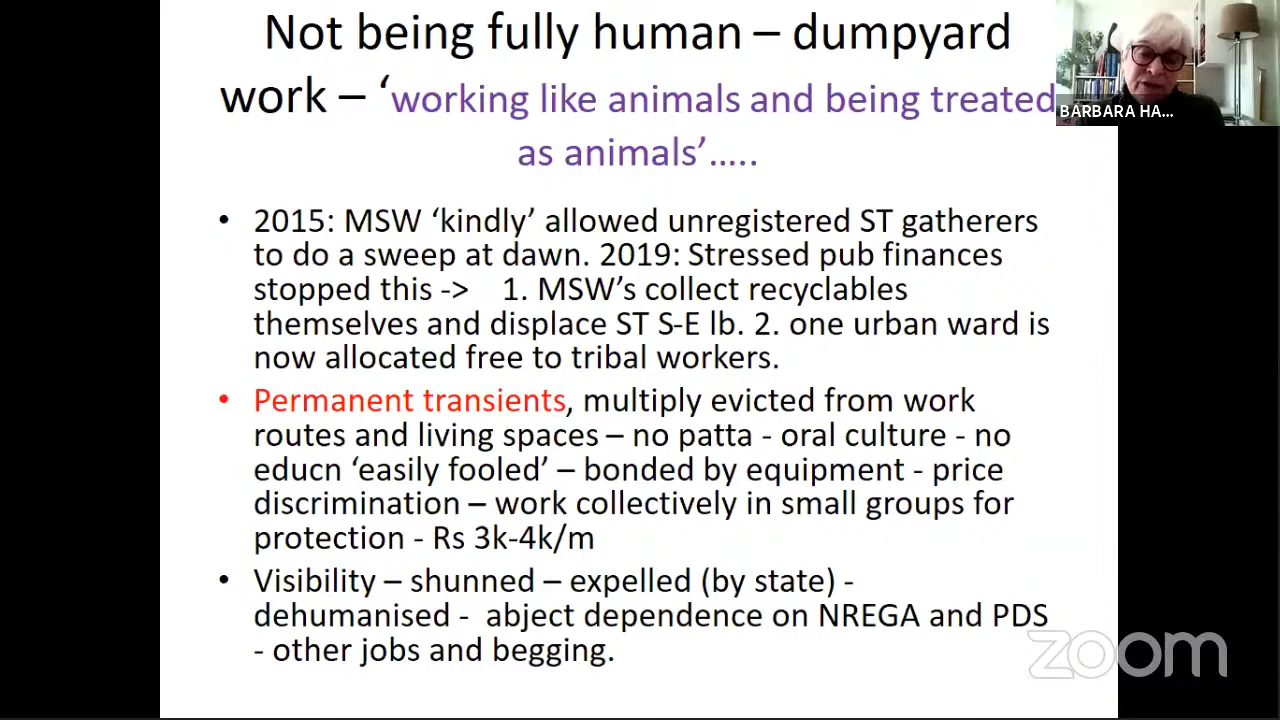 Not being fully human – dumpyard
work – ‘working like animals and being treated
as animals’…..
BARBARA HA...
• 2015: MSW ‘kindly’ allowed unregistered ST gatherers
to do a sweep at dawn. 2019: Stressed pub finances
stopped this -> 1. MSW’s collect recyclables
themselves and displace ST S-E lb. 2. one urban ward is
now allocated free to tribal workers.
• Permanent transients, multiply evicted from work
routes and living spaces – no patta - oral culture - no
educn ‘easily fooled’ – bonded by equipment - price
discrimination – work collectively in small groups for
protection - Rs 3k-4k/m
• Visibility – shunned – expelled (by state) -
dehumanised - abject dependence on NREGA and PDS
- other jobs and begging.
zoom